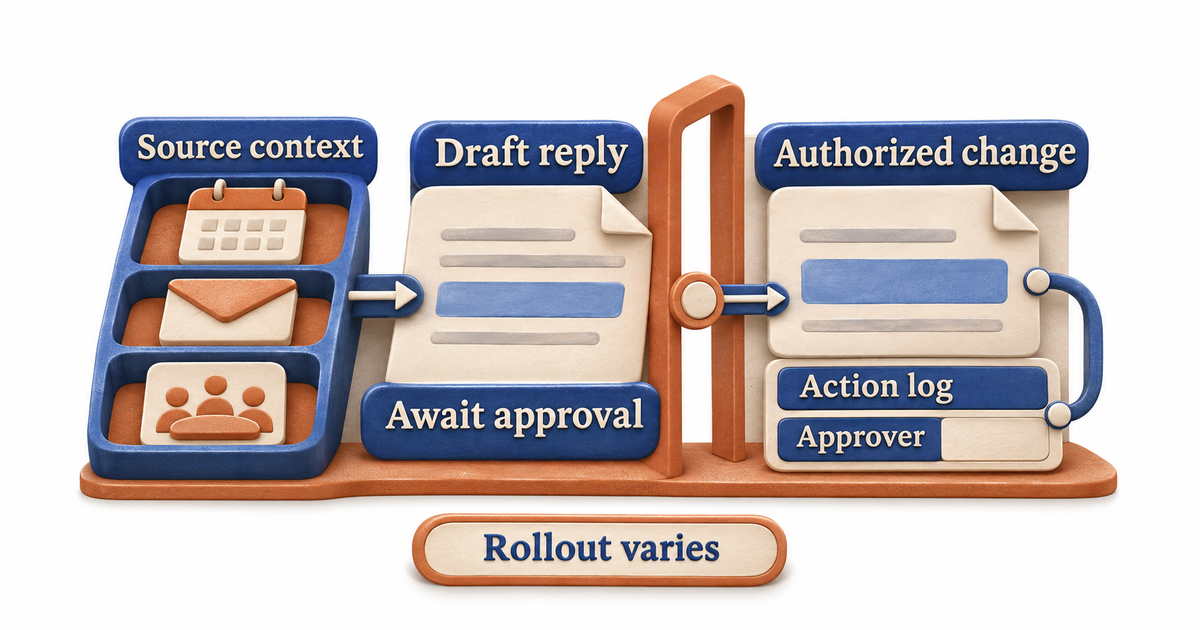 Source context
Draft reply
Await approval
Authorized change
Action log
Approver
Rollout varies